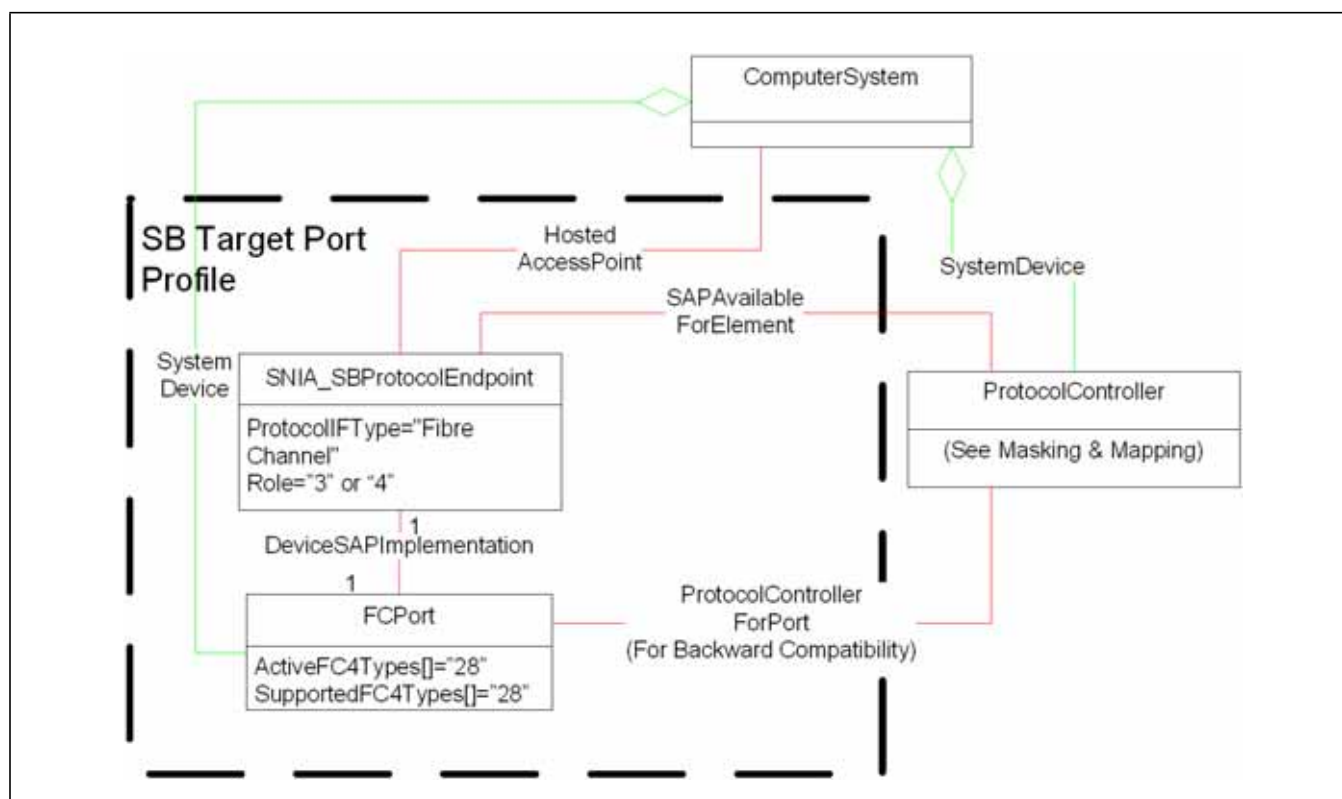 ComputerSystem
SB Target Port
Profile
Hosted
AccessPoint
SystemDevice
SAPAvailable
ForElement
System
Device
SNIA_SBProtocolEndpoint
ProtocolIFType="Fibre
Channel"
Role="3" or “4”
ProtocolController
(See Masking & Mapping)
1
DeviceSAPImplementation
1
FCPort
ActiveFC4Types[]="28"
SupportedFC4Types[]="28"
ProtocolController
ForPort
(For Backward Compatibility)